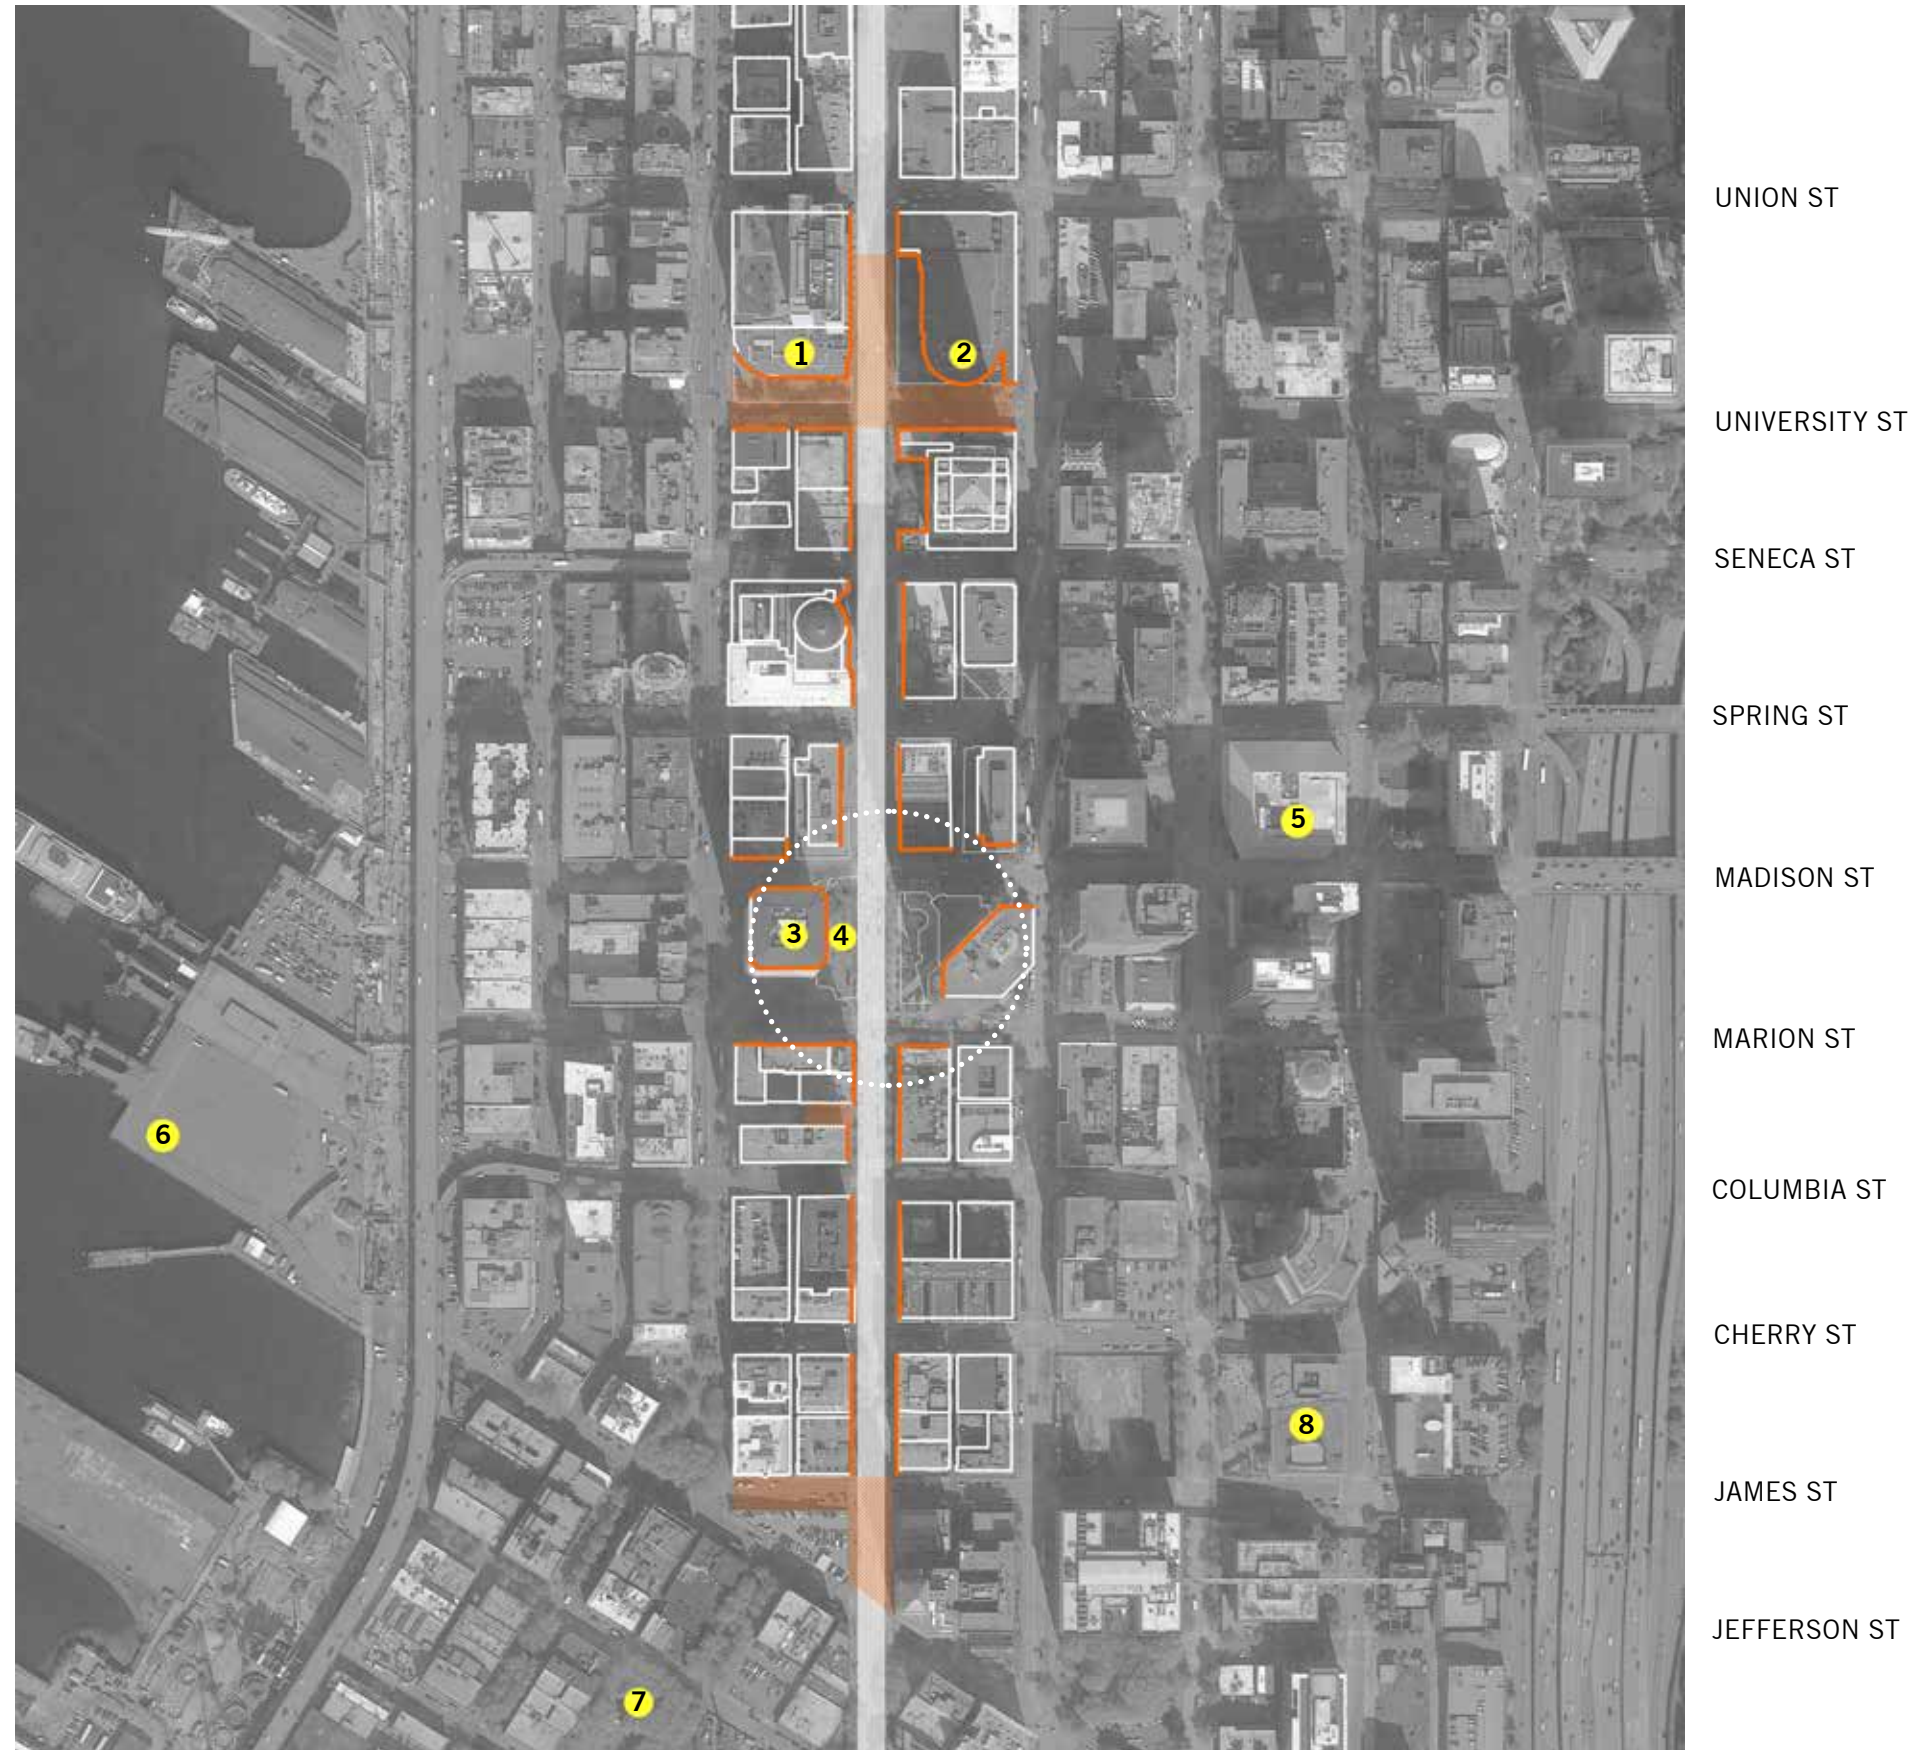 UNION ST
1
2
UNIVERSITY ST
SENECA ST
SPRING ST
5
MADISON ST
3
4
MARION ST
6
COLUMBIA ST
CHERRY ST
8
JAMES ST
JEFFERSON ST
7